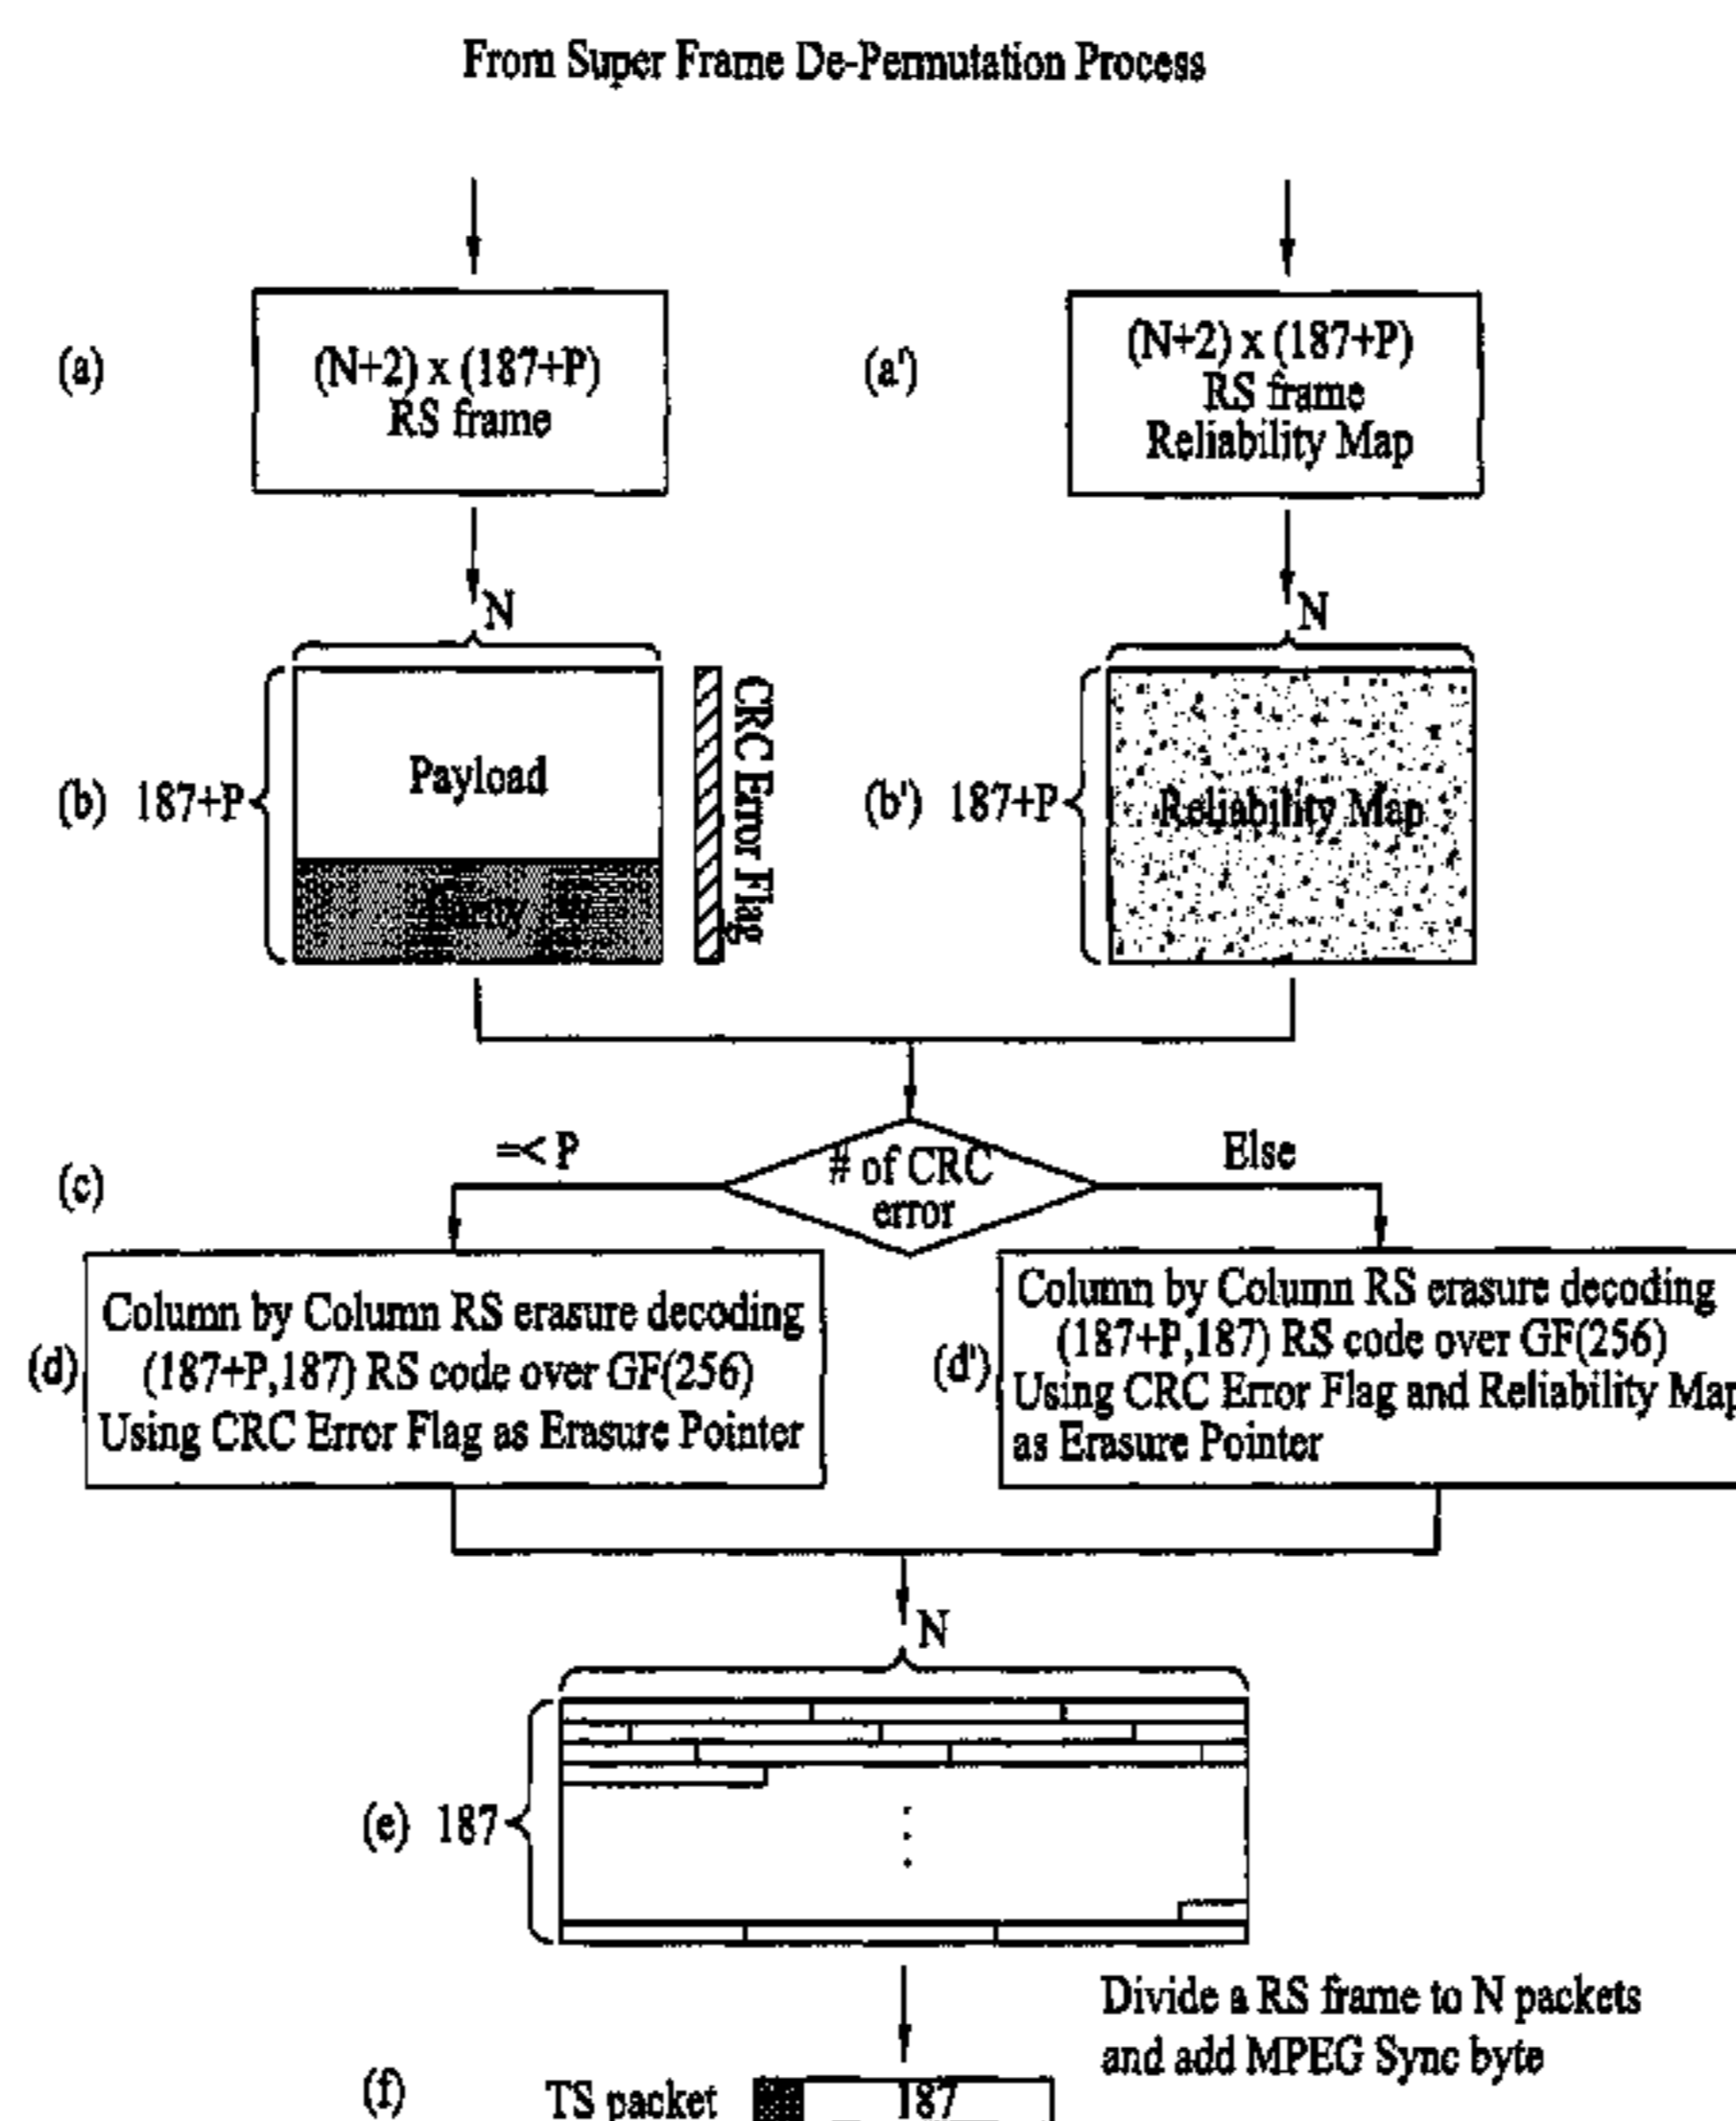 From Super Frame De-Permutation Process
(a)
(N+2) x (187+P)
RS frame
(a')
(N+2) x (187+P)
RS frame
Reliability Map
N
N
(b) 187+P
Payload
CRC Error Flag
(b') 187+P
Reliability Map
(c)
=< P
# of CRC
error
Else
(d)
Column by Column RS erasure decoding
(187+P,187) RS code over GF(256)
Using CRC Error Flag as Erasure Pointer
(d')
Column by Column RS erasure decoding
(187+P,187) RS code over GF(256)
Using CRC Error Flag and Reliability Map
as Erasure Pointer
N
(e) 187
Divide a RS frame to N packets
and add MPEG Sync byte
(f) TS packet 187